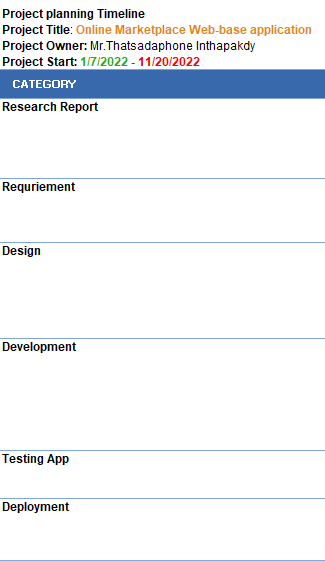 Project planning Timeline
Project Title: Online Marketplace Web-base application
Project Owner: Mr.Thatsadaphone Inthapakdy
Project Start: 1/7/2022 - 11/20/2022
CATEGORY
Research Report
Requriement
Design
Development
Testing App
Deployment